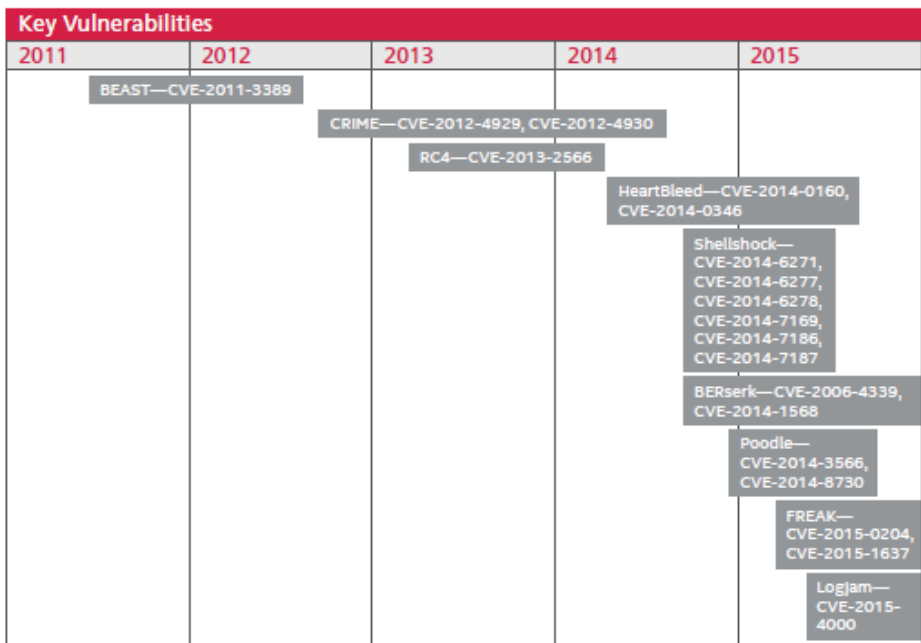 Key Vulnerabilities
2011 2012 2013 2014 2015
BEAST—CVE-2011-3389
CRIME—CVE-2012-4929, CVE-2012-4930
RC4—CVE-2013-2566
HeartBleed—CVE-2014-0160,
CVE-2014-0346
Shellshock—
CVE-2014-6271,
CVE-2014-6277,
CVE-2014-6278,
CVE-2014-7169,
CVE-2014-7186,
CVE-2014-7187
BERserk—CVE-2006-4339,
CVE-2014-1568
Poodle—
CVE-2014-3566,
CVE-2014-8730
FREAK—
CVE-2015-0204,
CVE-2015-1637
Logjam—
CVE-2015-
4000